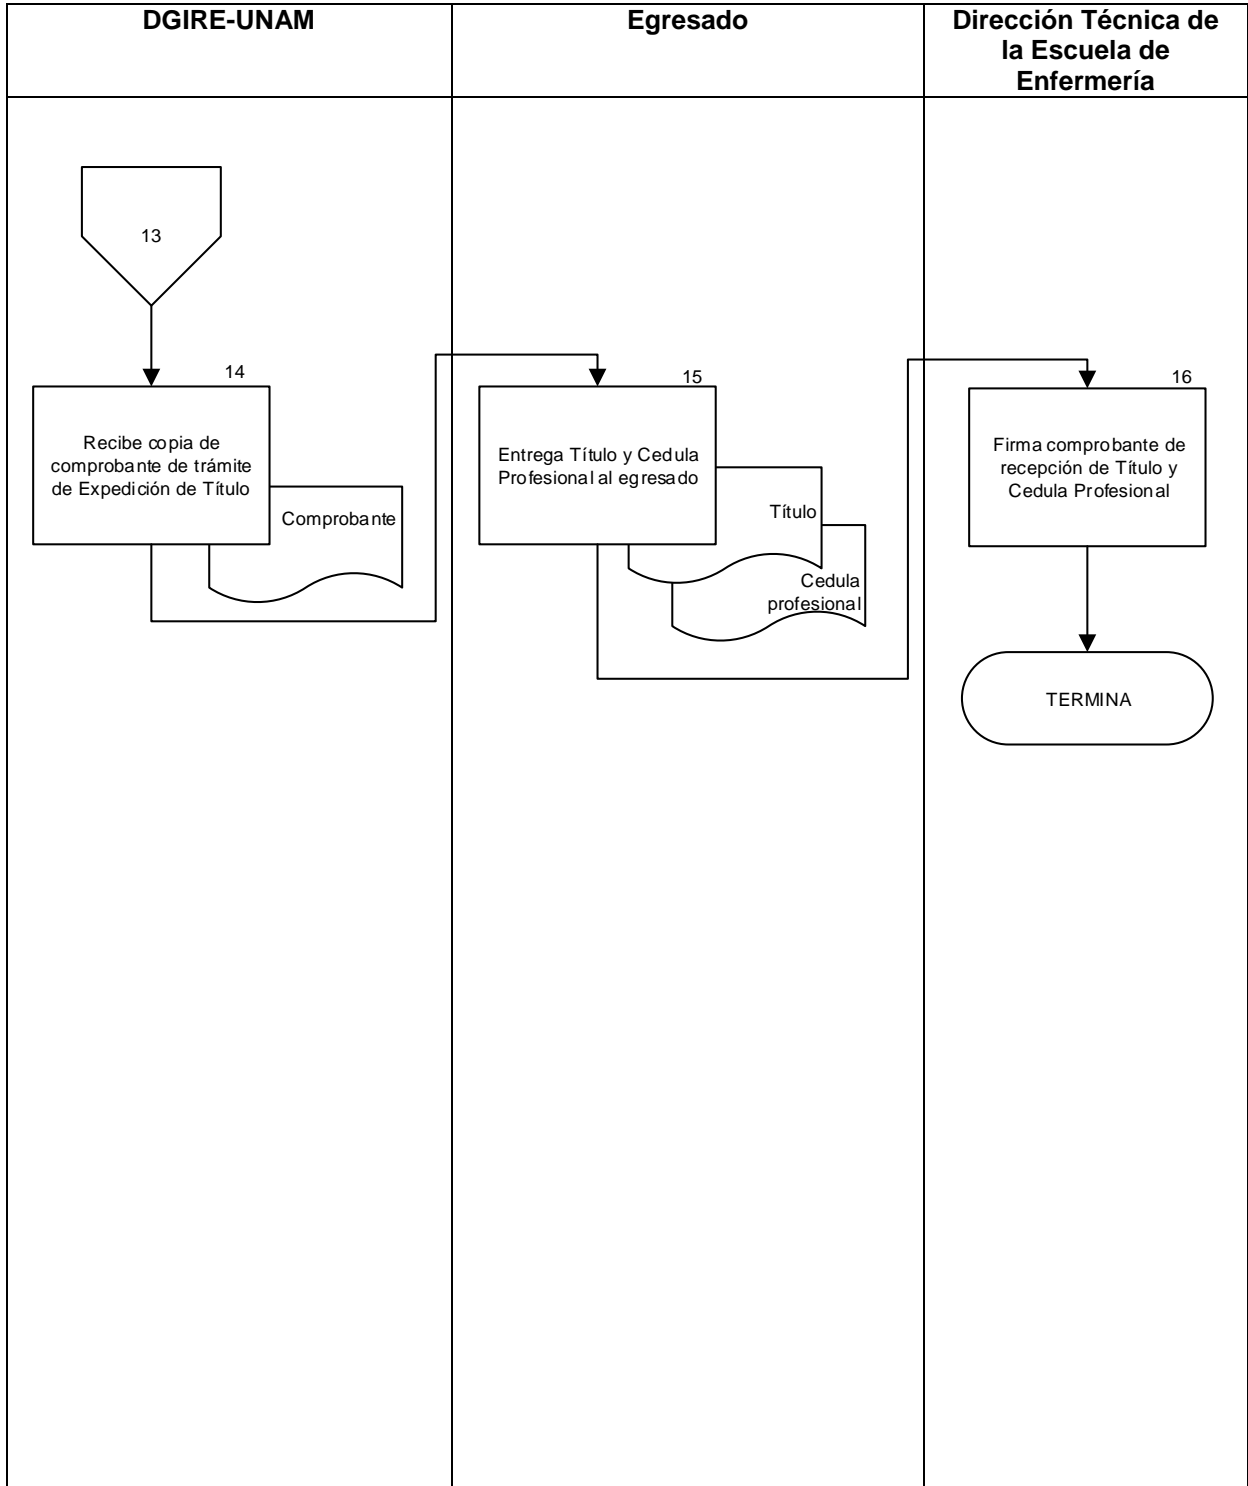 DGIRE-UNAM
Egresado
Dirección Técnica de
la Escuela de
Enfermería
13
14
Recibe copia de
comprobante de trámite
de Expedición de Título
Comprobante
15
Entrega Título y Cedula
Profesional al egresado
Título
Cedula
profesional
16
Firma comprobante de
recepción de Título y
Cedula Profesional
TERMINA